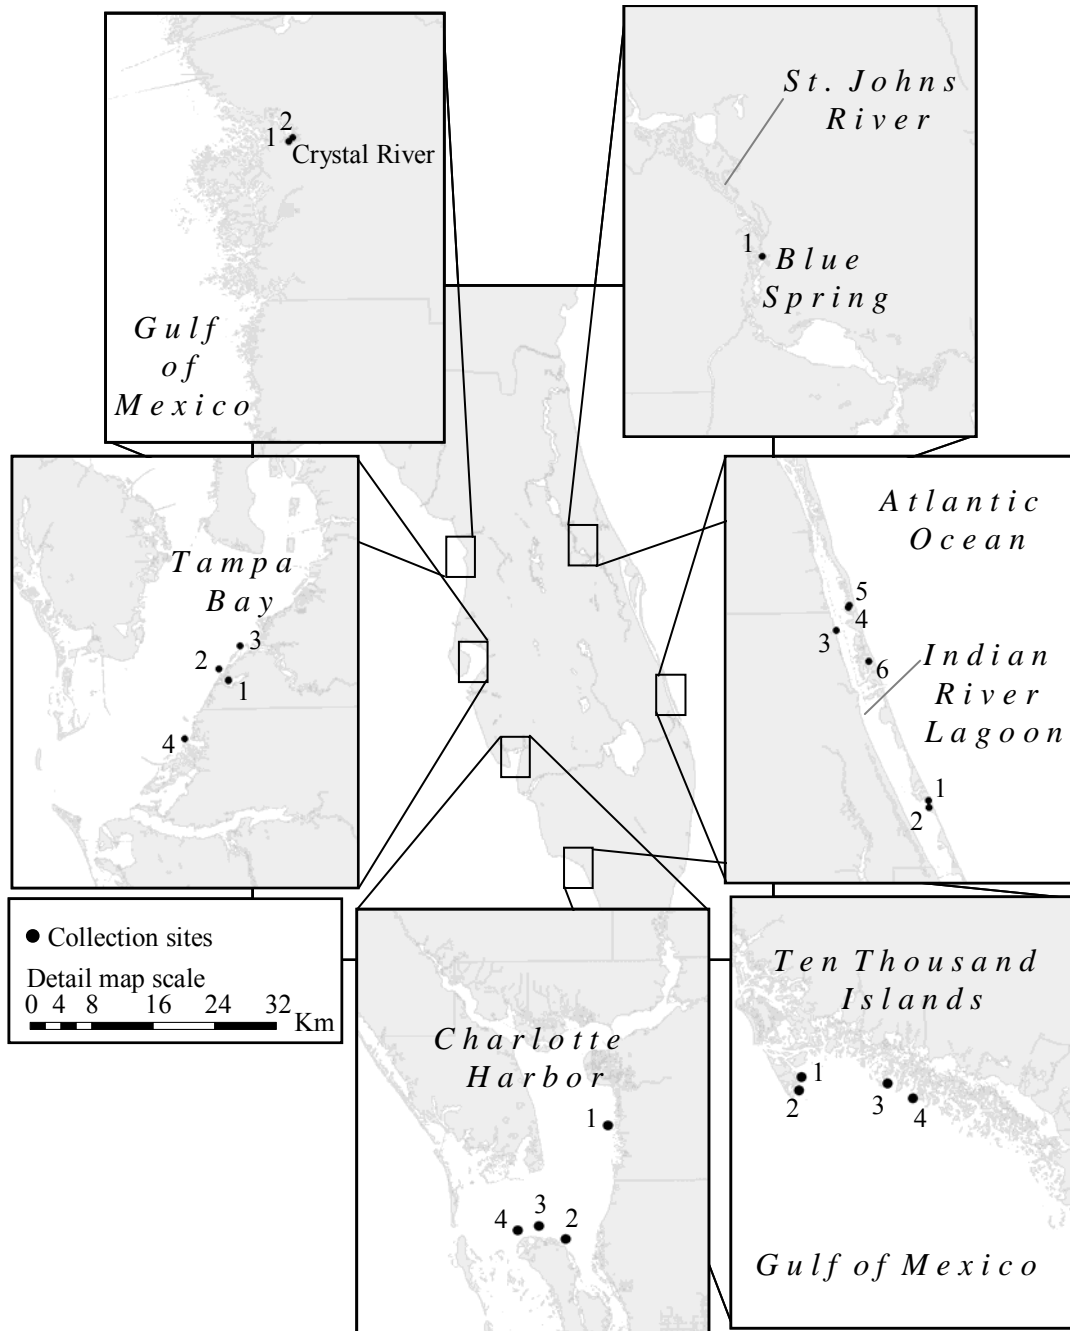 2
1
Crystal River
Gulf
of
Mexico
St. Johns
River
1
Blue
Spring
Tampa
Bay
3
2
1
4
Atlantic
Ocean
5
4
3
6
Indian
River
Lagoon
1
2
Collection sites
Detail map scale
0 4 8 16 24 32
Km
Charlotte
Harbor
1
4 3 2
Ten Thousand
Islands
1
2
3
4
Gulf of Mexico